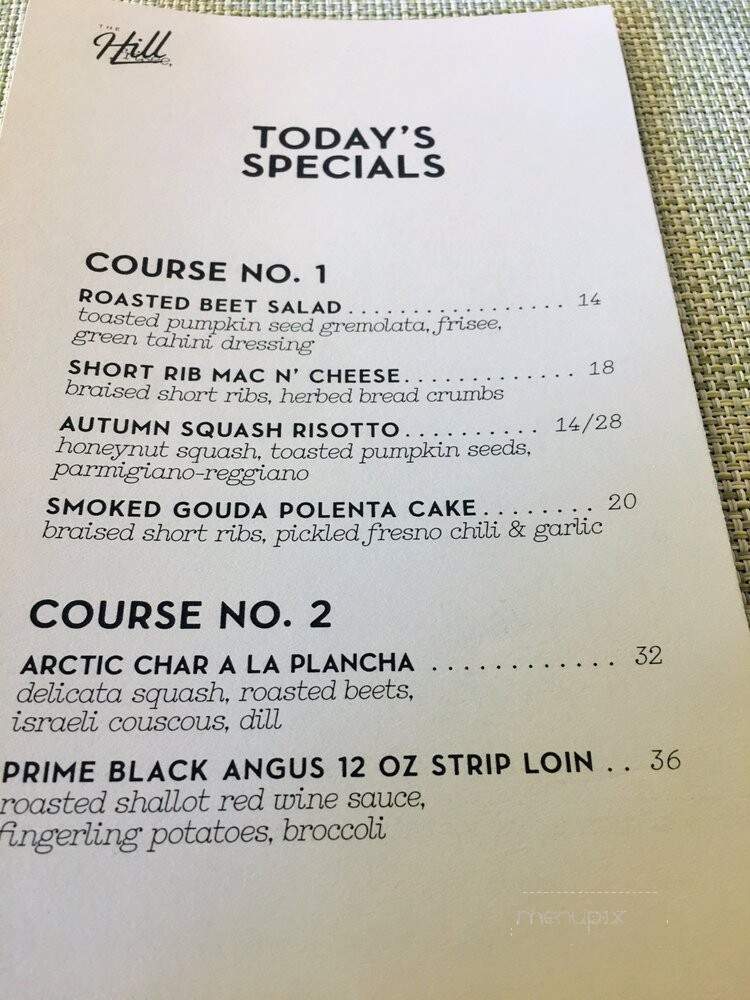 THE
Hill
House,
TODAY'S
SPECIALS
COURSE NO. 1
ROASTED BEET SALAD.................. 14
toasted pumpkin seed gremolata, frisee,
green tahini dressing
SHORT RIB MAC N' CHEESE............. 18
braised short ribs, herbed bread crumbs
AUTUMN SQUASH RISOTTO.......... 14/28
honeynut squash, toasted pumpkin seeds,
parmigiano-reggiano
SMOKED GOUDA POLENTA CAKE........ 20
braised short ribs, pickled fresno chili & garlic
COURSE NO. 2
ARCTIC CHAR A LA PLANCHA ............ 32
delicata squash, roasted beets,
israeli couscous, dill
PRIME BLACK ANGUS 12 OZ STRIP LOIN .. 36
roasted shallot red wine sauce,
fingerling potatoes, broccoli
menupix